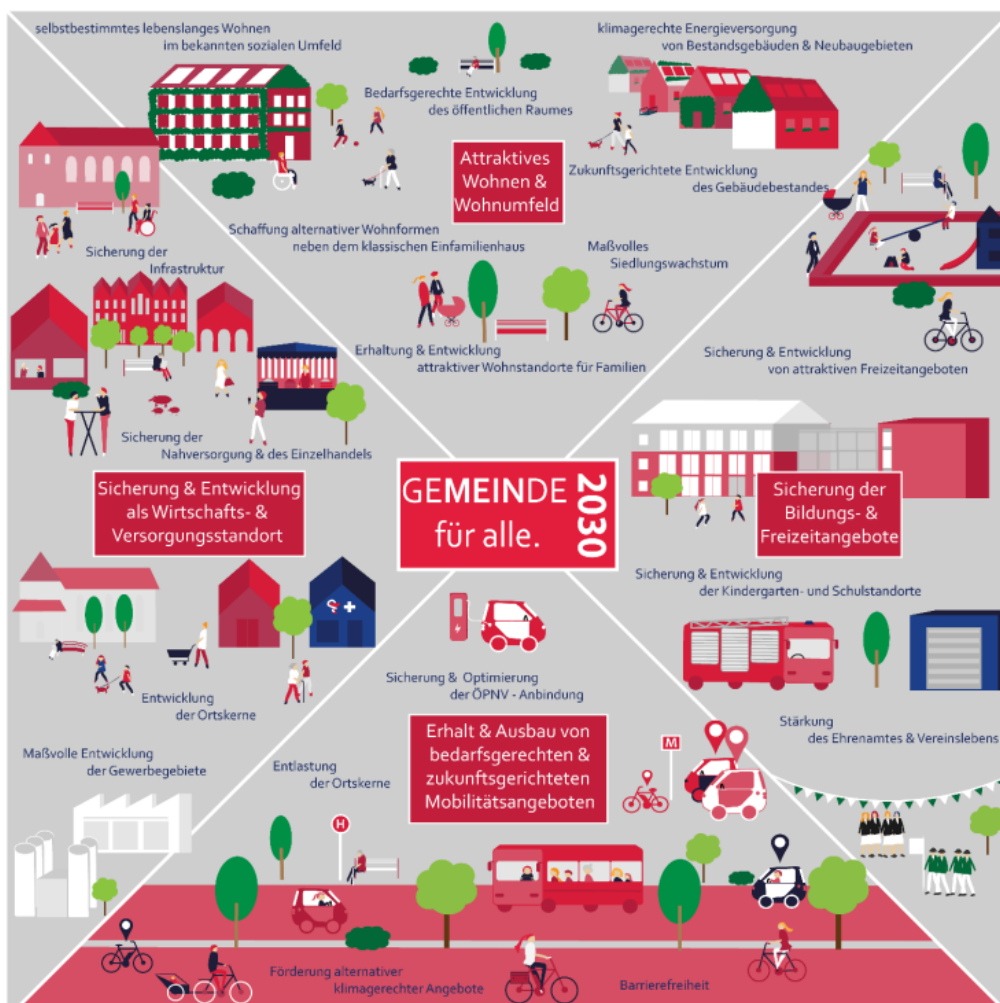 selbstbestimmtes lebenslanges Wohnen
im bekannten sozialen Umfeld
klimagerechte Energieversorgung
von Bestandsgebäuden & Neubaugebieten
Bedarfsgerechte Entwicklung
des öffentlichen Raumes
Attraktives
Wohnen &
Wohnumfeld
Zukunftsgerichtete Entwicklung
des Gebäudebestandes
Schaffung alternativer Wohnformen
neben dem klassischen Einfamilienhaus
Maßvolles
Siedlungswachstum
Erhaltung & Entwicklung
attraktiver Wohnstandorte für Familien
Sicherung der
Infrastruktur
Sicherung der
Nahversorgung & des Einzelhandels
Sicherung & Entwicklung
als Wirtschafts- &
Versorgungsstandort
Entwicklung
der Ortskerne
Maßvolle Entwicklung
der Gewerbegebiete
GEMEINDE
für alle.
2030
Sicherung & Entwicklung
von attraktiven Freizeitangeboten
Sicherung der
Bildungs- &
Freizeitangebote
Sicherung & Entwicklung
der Kindergarten- und Schulstandorte
Stärkung
des Ehrenamtes & Vereinslebens
Sicherung & Optimierung
der ÖPNV - Anbindung
Erhalt & Ausbau von
bedarfsgerechten &
zukunftsgerichteten
Mobilitätsangeboten
M
Entlastung
der Ortskerne
H
Förderung alternativer
klimagerechter Angebote
Barrierefreiheit